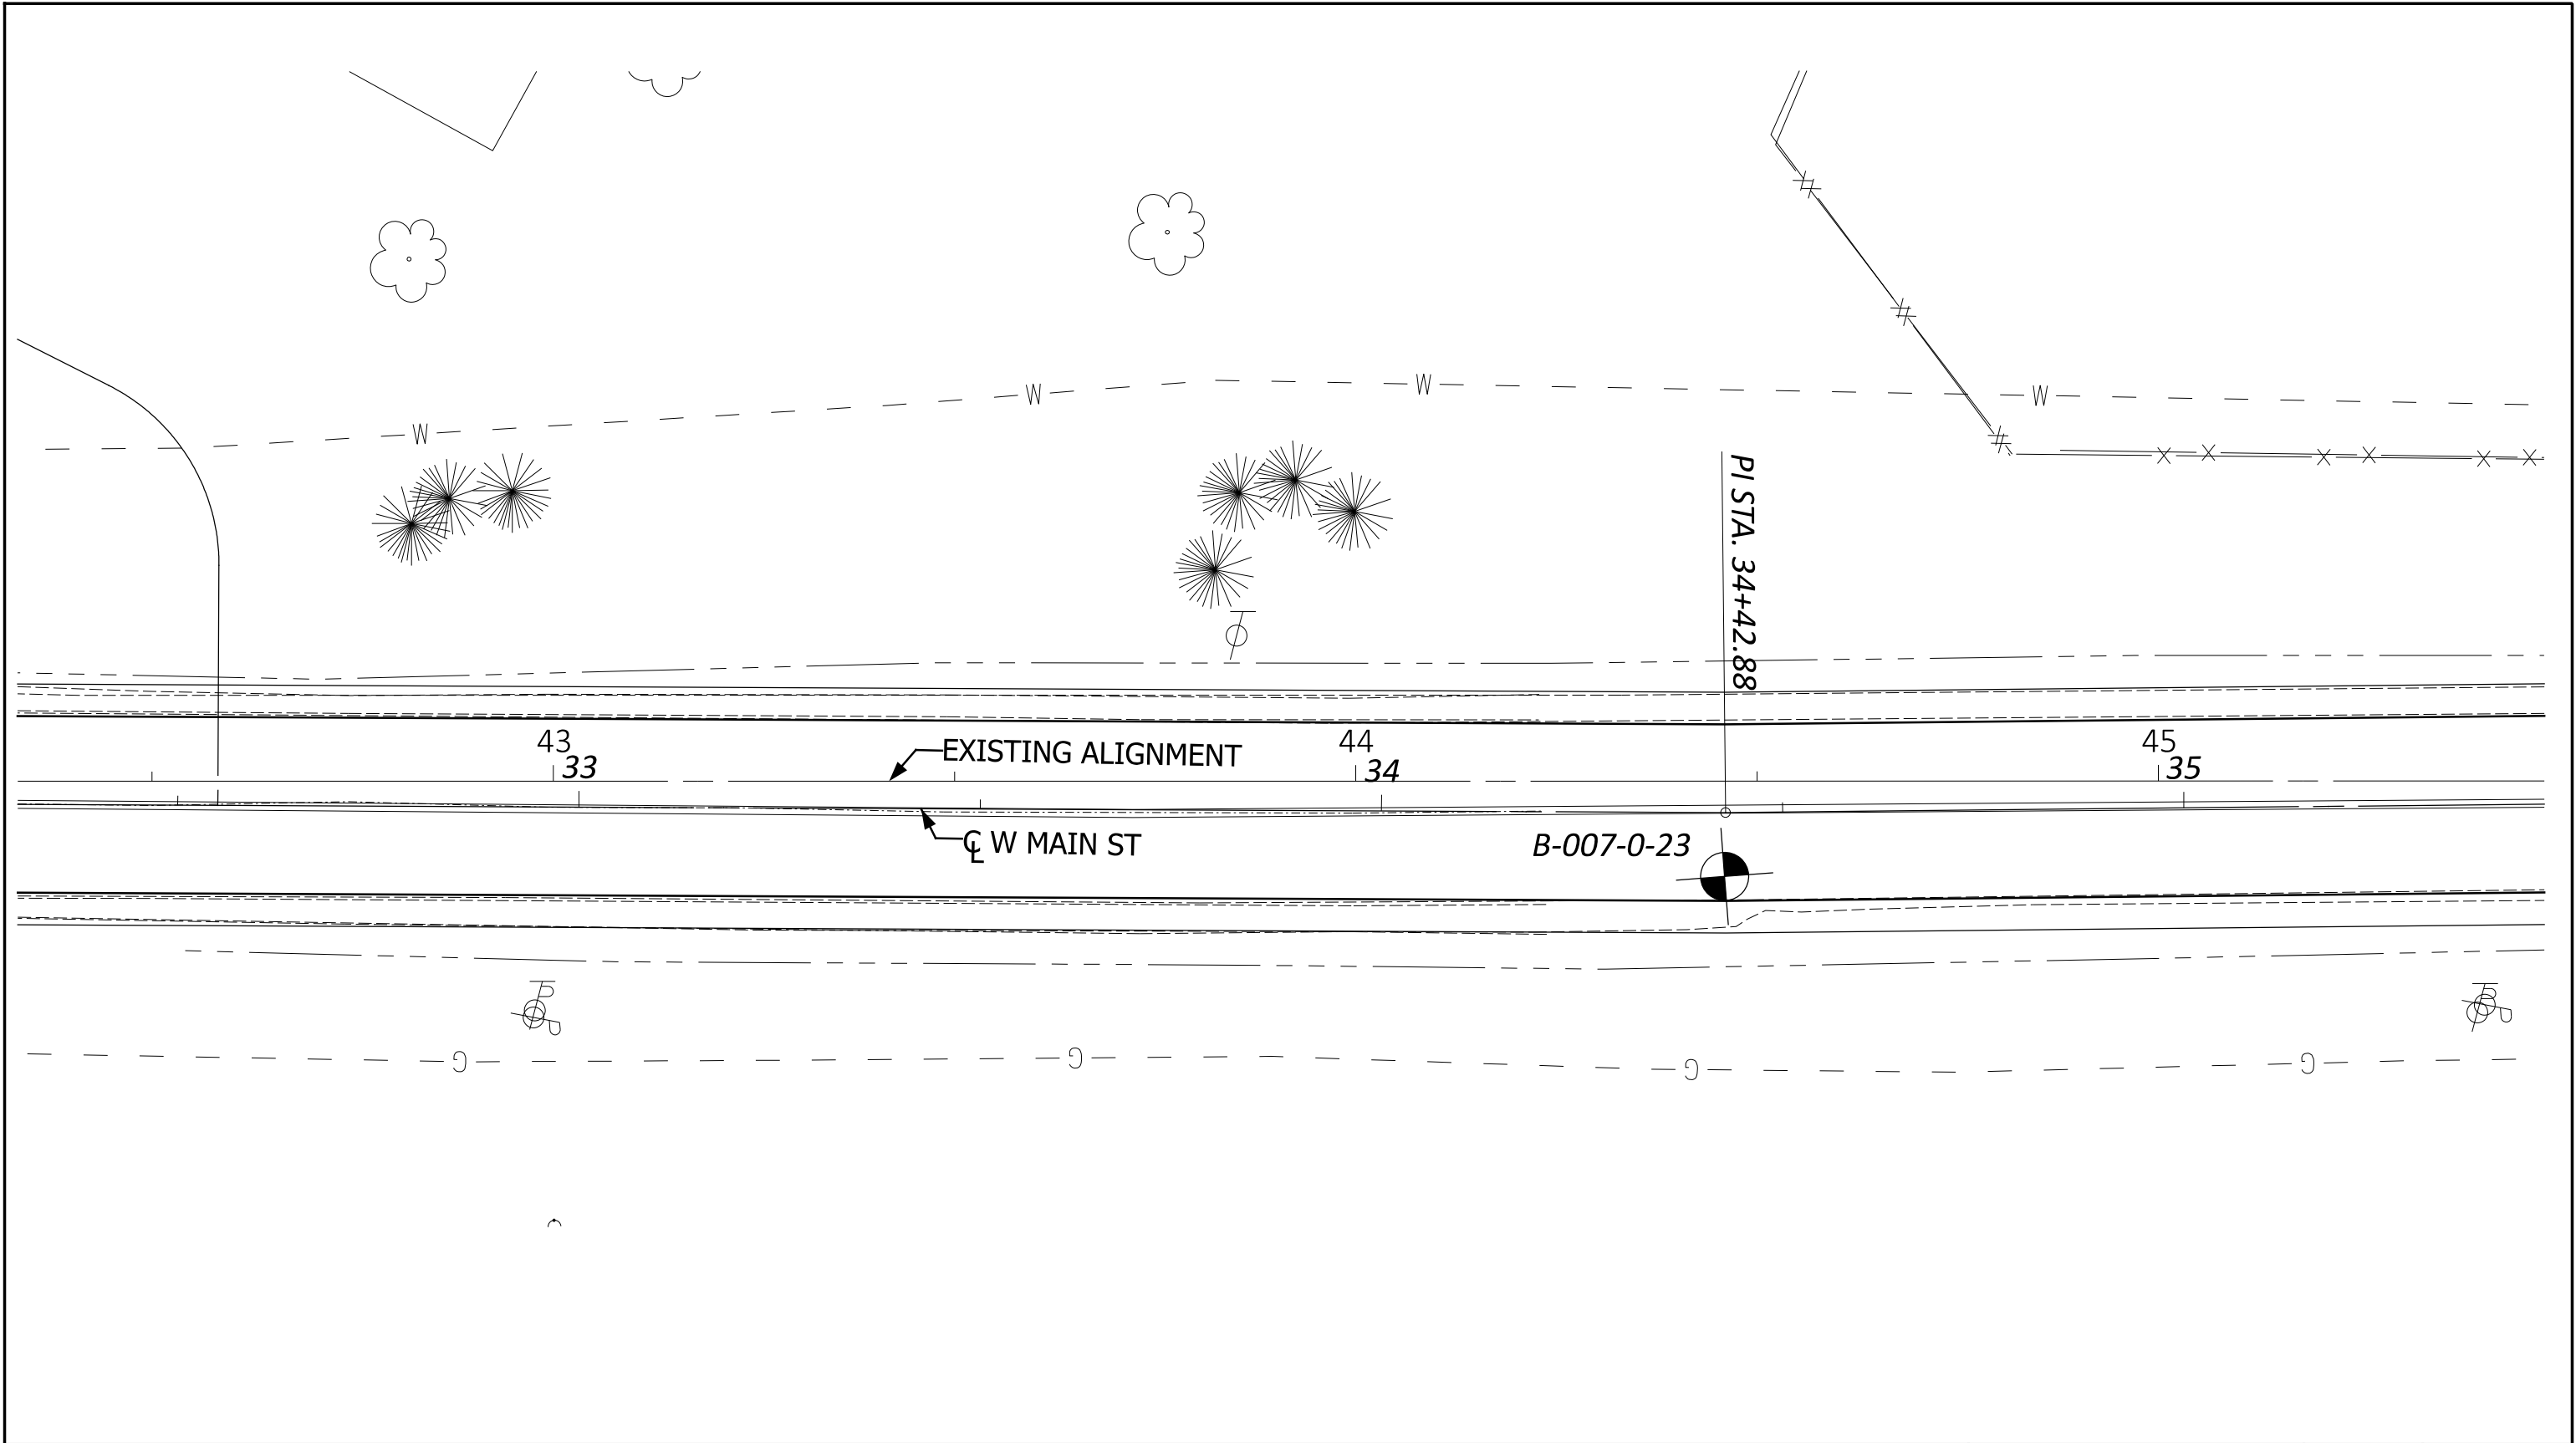 W
W
W
W
PI STA. 34+42.88
43
44
45
33
34
35
EXISTING ALIGNMENT
℄ W MAIN ST
B-007-0-23
P
P
P
P
G
G
G
G